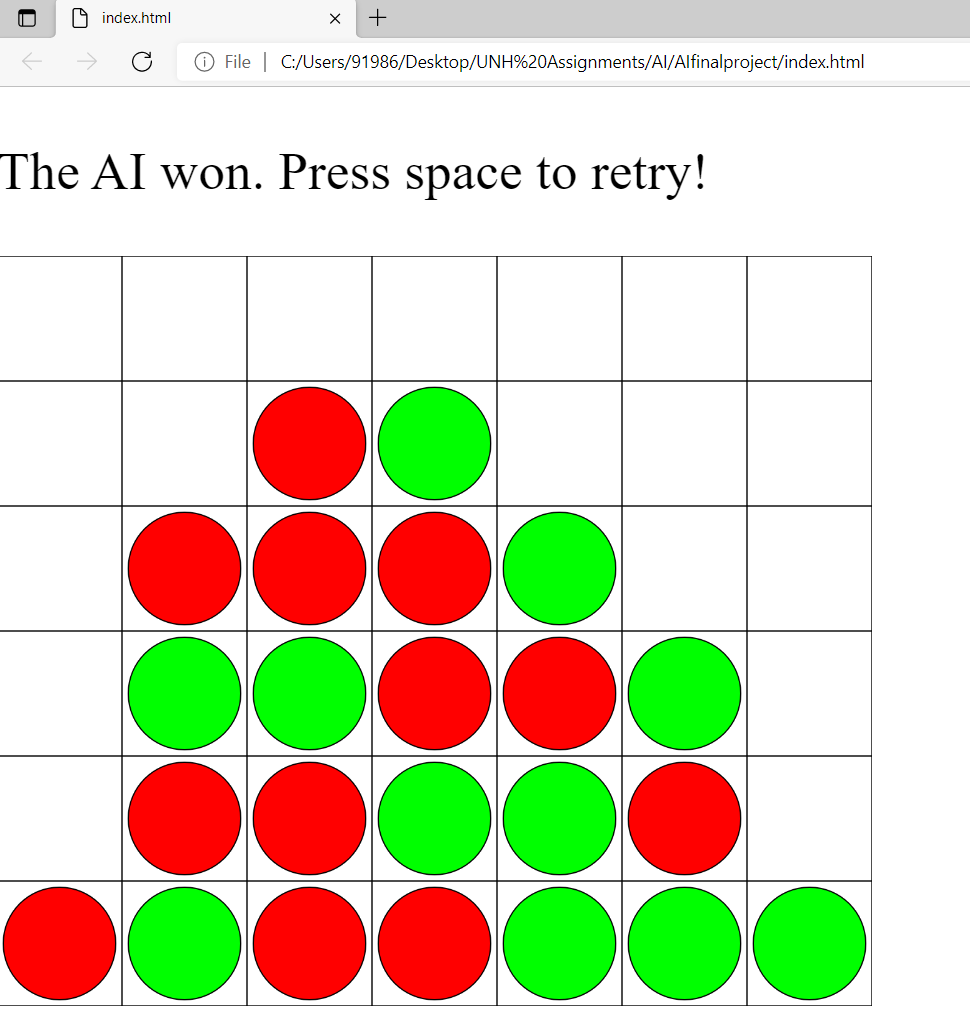 index.html
File | C:/Users/91986/Desktop/UNH%20Assignments/AI/AIfinalproject/index.html
The AI won. Press space to retry!